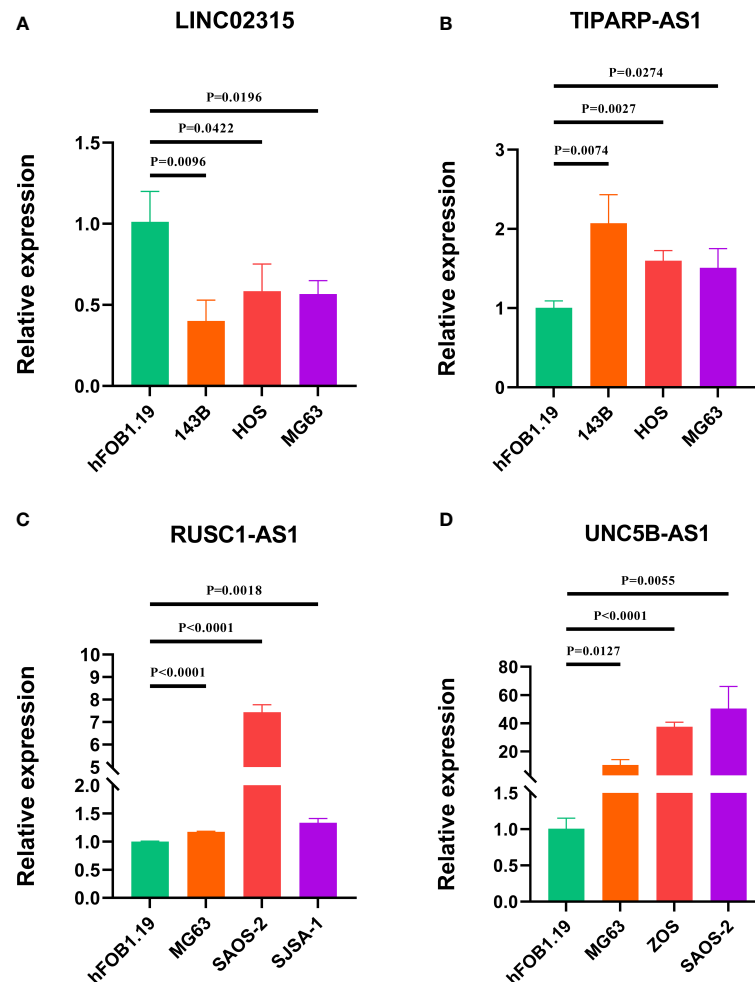 A
LINC02315
P=0.0196
P=0.0422
P=0.0096
Relative expression
1.5
1.0
0.5
0.0
hFOB1.19
143B
HOS
MG63
B
TIPARP-AS1
P=0.0274
P=0.0027
P=0.0074
Relative expression
3
2
1
0
hFOB1.19
143B
HOS
MG63
C
RUSC1-AS1
P=0.0018
P<0.0001
P<0.0001
Relative expression
10
9
8
7
6
5
2.0
1.5
1.0
0.5
0.0
hFOB1.19
MG63
SAOS-2
SJSA-1
D
UNC5B-AS1
P=0.0055
P<0.0001
P=0.0127
Relative expression
80
60
40
20
1.5
1.0
0.5
0.0
hFOB1.19
MG63
ZOS
SAOS-2